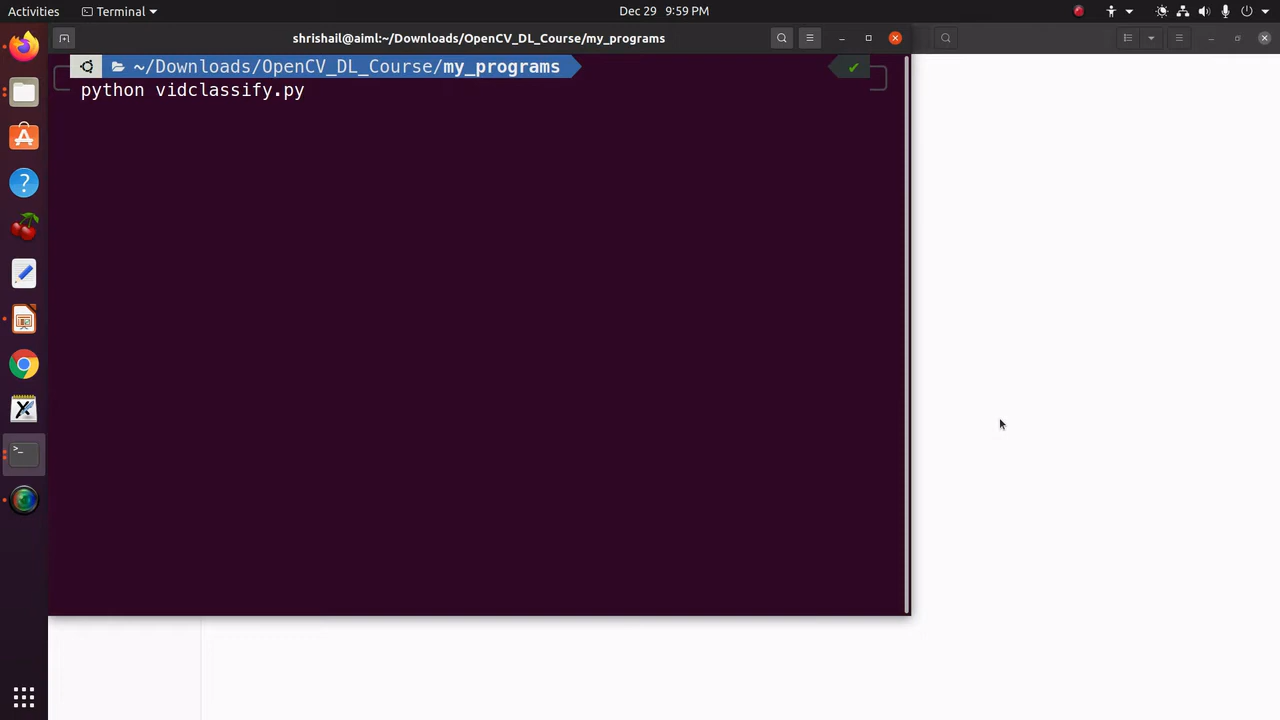 Activities
Terminal
Dec 29 9:59 PM
shrishail@aiml:~/Downloads/OpenCV_DL_Course/my_programs
~/Downloads/OpenCV_DL_Course/my_programs
python vidclassify.py